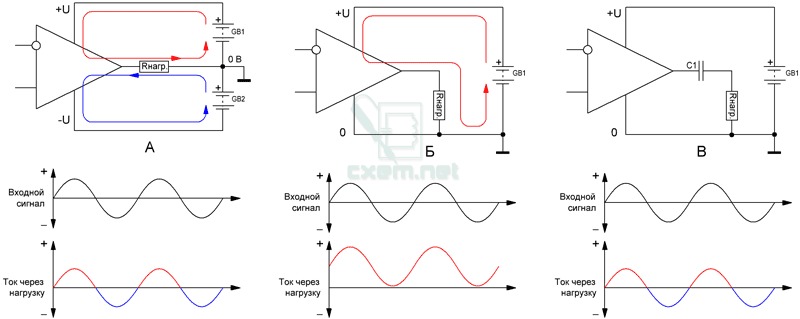 +U
GB1
Rнагр.
0 В
GB2
-U
А
+U
GB1
Rнагр
0
Б
+U
C1
GB1
Rнагр
0
В
cxem.net
+
Входной
сигнал
–
+
Ток через
нагрузку
–
+
Входной
сигнал
–
+
Ток через
нагрузку
–
+
Входной
сигнал
–
+
Ток через
нагрузку
–